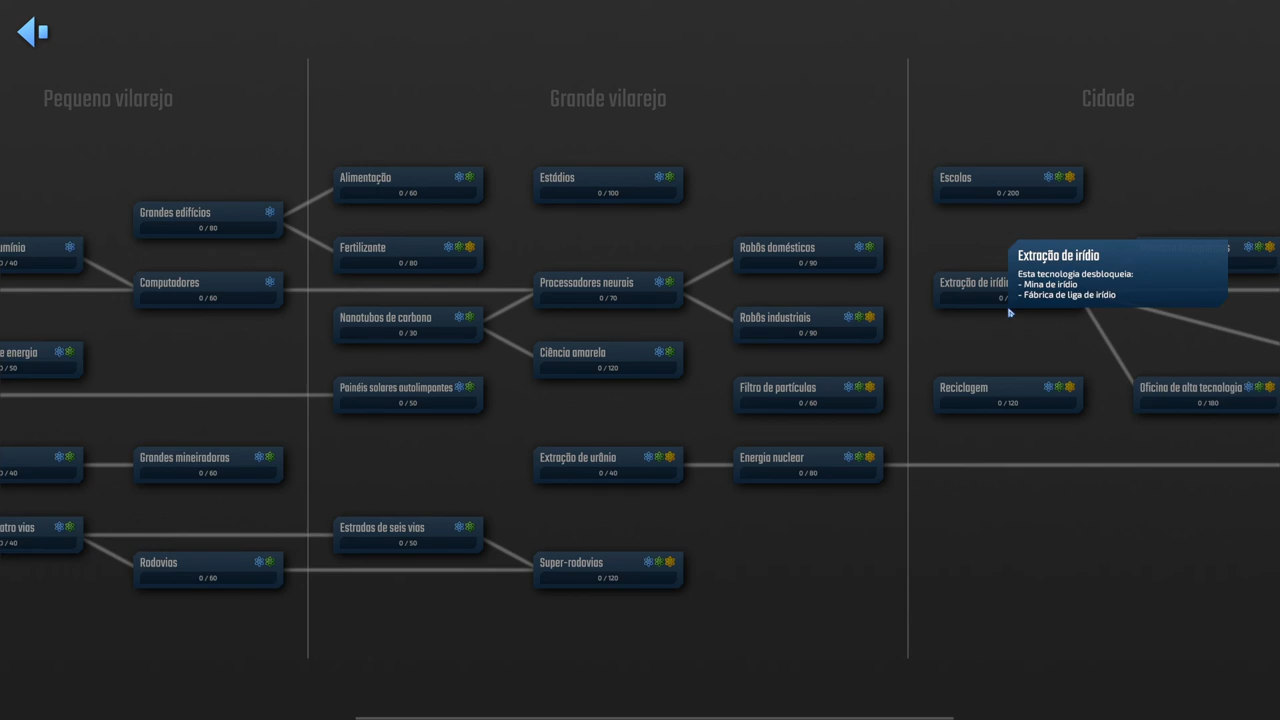 Pequeno vilarejo
Grande vilarejo
Cidade
Alimentação
0 / 60
Estádios
0 / 100
Escolas
0 / 200
Grandes edifícios
0 / 80
Fertilizante
0 / 80
Robôs domésticos
0 / 90
Extração de irídio
Esta tecnologia desbloqueia:
- Mina de irídio
- Fábrica de liga de irídio
Computadores
0 / 60
Processadores neurais
0 / 70
Extração de irídi
0 /
Nanotubos de carbono
0 / 30
Robôs industriais
0 / 90
e energia
/ 50
Ciência amarela
0 / 120
Painéis solares autolimpantes
0 / 50
Filtro de partículas
0 / 60
Reciclagem
0 / 120
Oficina de alta tecnologia
0 / 180
umínio
0 / 40
/ 40
Grandes mineiradoras
0 / 60
Extração de urânio
0 / 40
Energia nuclear
0 / 80
atro vias
/ 40
Estradas de seis vias
0 / 50
Rodovias
0 / 60
Super-rodovias
0 / 120